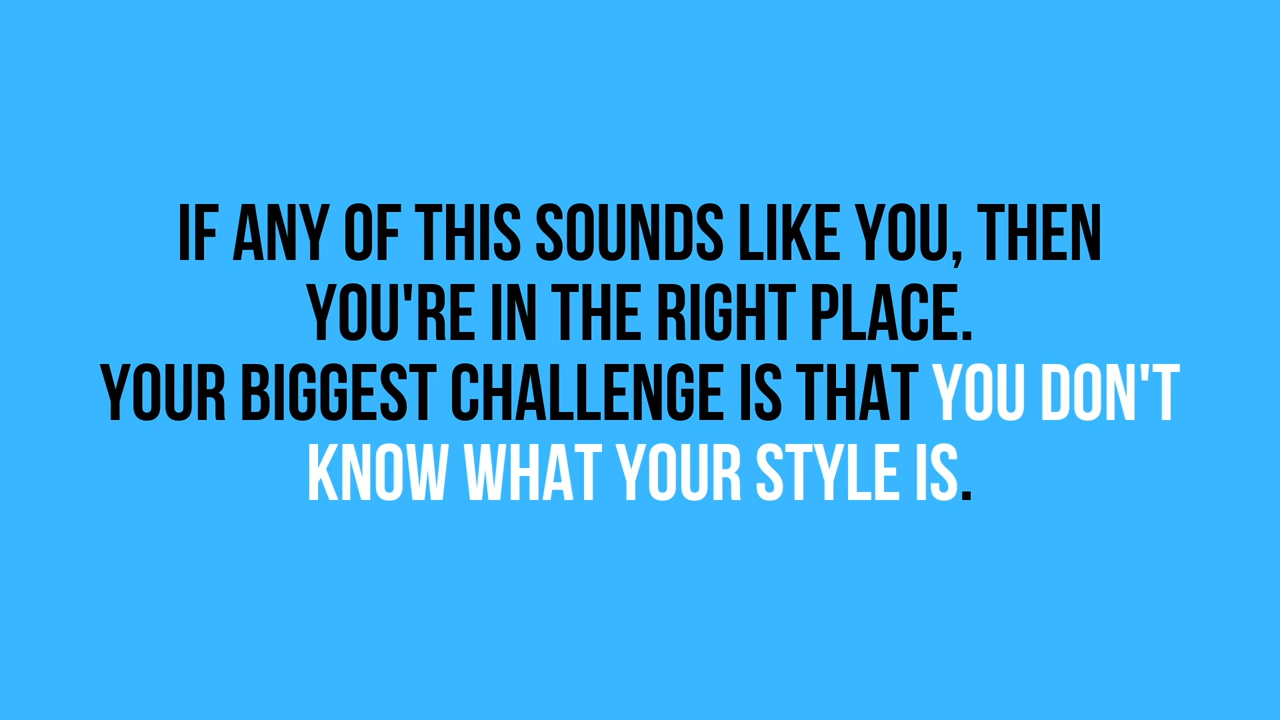 IF ANY OF THIS SOUNDS LIKE YOU, THEN
YOU'RE IN THE RIGHT PLACE.
YOUR BIGGEST CHALLENGE IS THAT YOU DON'T
KNOW WHAT YOUR STYLE IS.